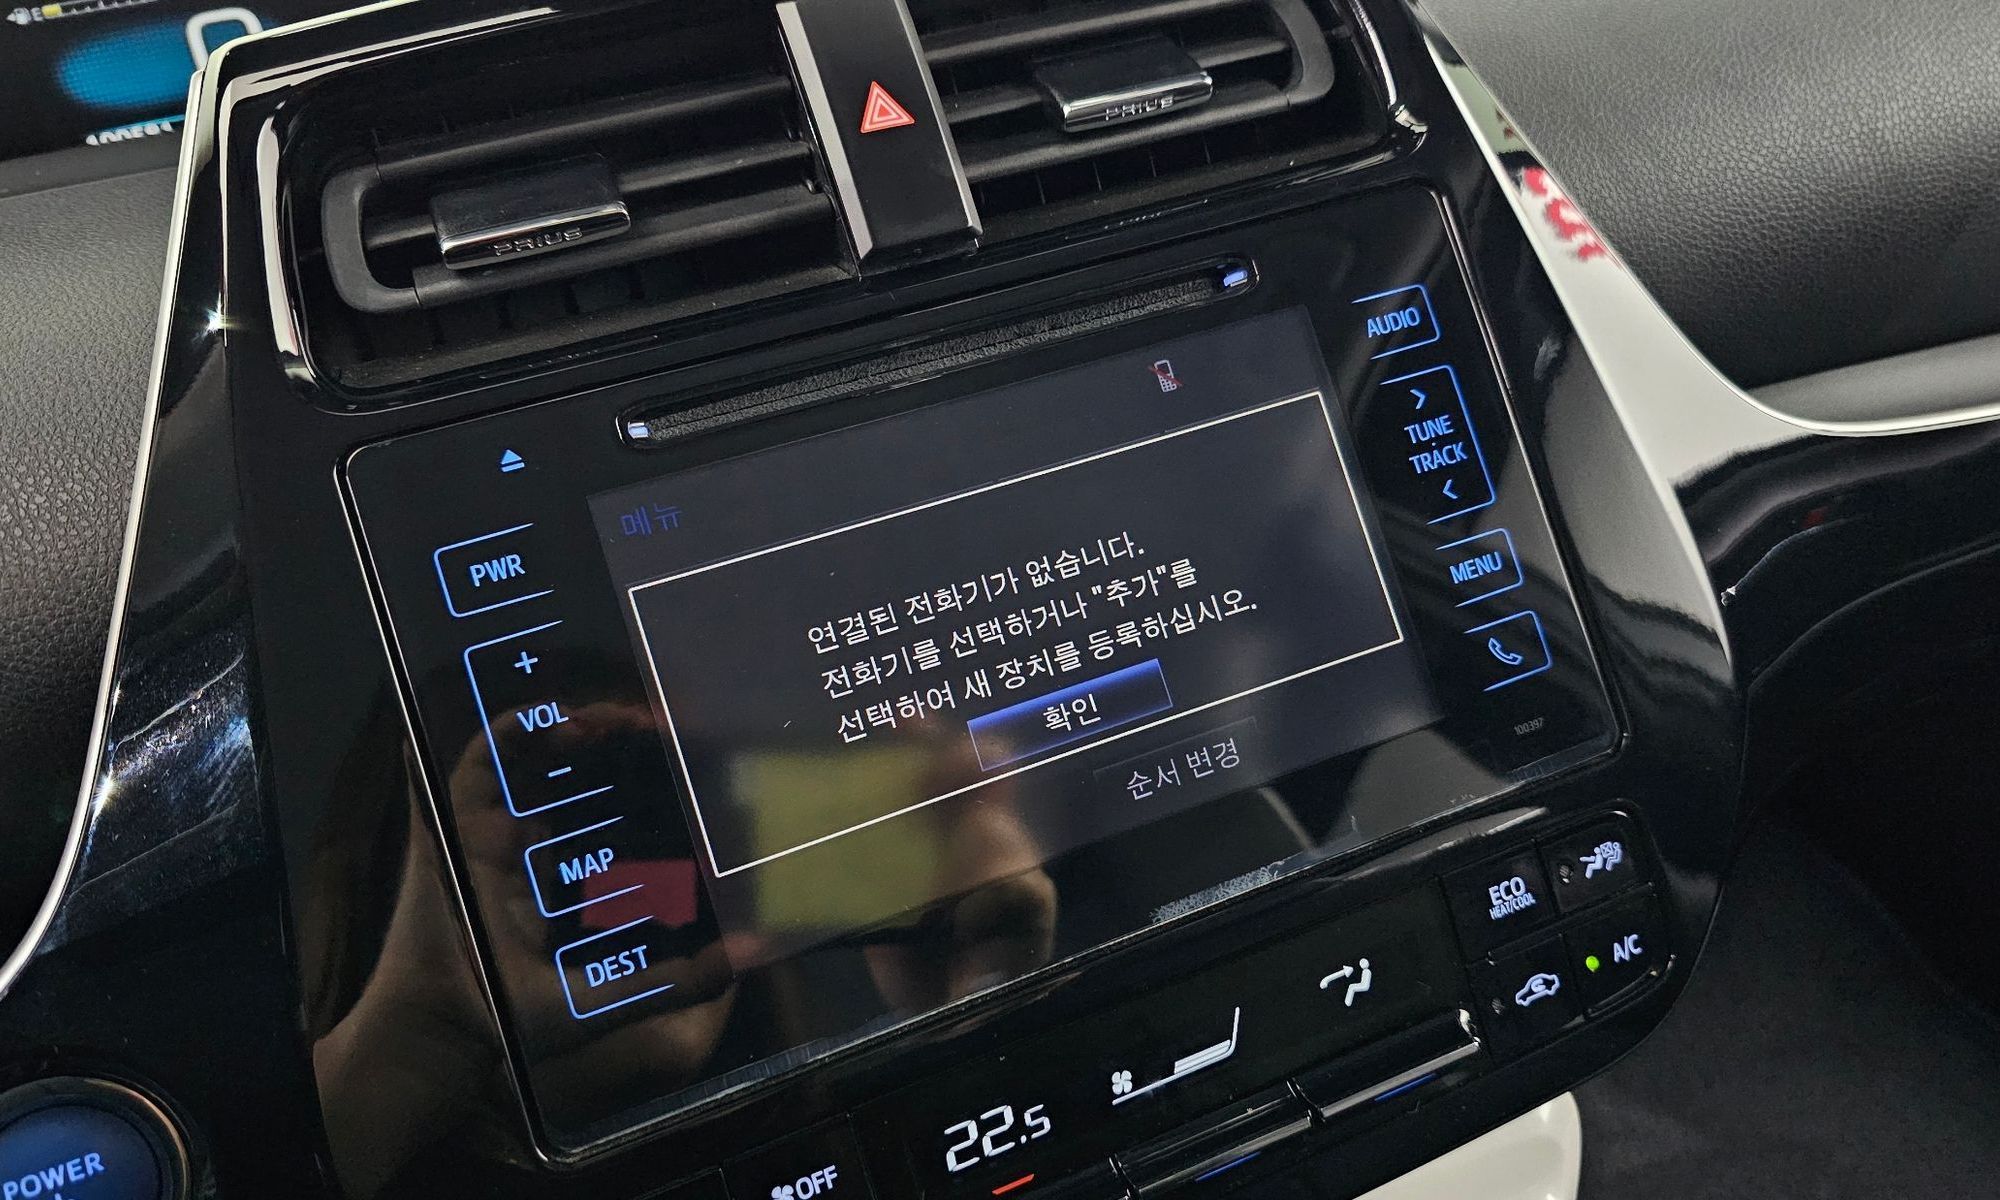 0
PRIUS
PRIUS
AUDIO
TUNE
TRACK
MENU
PWR
+
VOL
-
MAP
DEST
메뉴
연결된 전화기가 없습니다.
전화기를 선택하거나 "추가"를
선택하여 새 장치를 등록하십시오.
확인
순서 변경
100397
ECO
HEAT/COOL
A/C
22.5
OFF
POWER